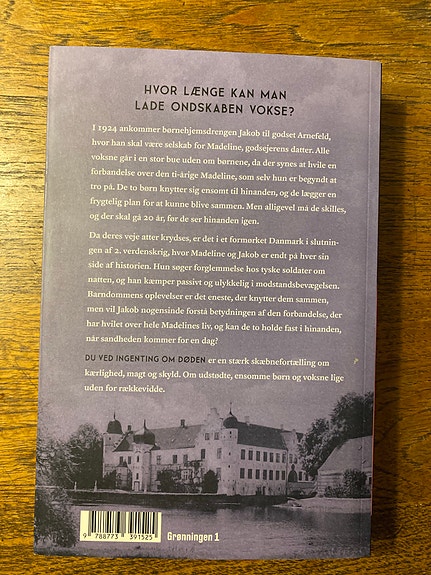 HVOR LÆNGE KAN MAN
LADE ONDSKABEN VOKSE?
I 1924 ankommer børnehjemsdrengen Jakob til godset Arnefeld,
hvor han skal være selskab for Madeline, godsejerens datter. Alle
voksne går i en stor bue uden om børnene, da der synes at hvile en
forbandelse over den ti-årige Madeline, som selv hun er begyndt at
tro på. De to børn knytter sig ensomt til hinanden, og de lægger en
frygtelig plan for at kunne blive sammen. Men alligevel må de skilles,
og der skal gå 20 år, før de ser hinanden igen.
Da deres veje atter krydses, er det i et formørket Danmark i slutnin-
gen af 2. verdenskrig, hvor Madeline og Jakob er endt på hver sin
side af historien. Hun søger forglemmelse hos tyske soldater om
natten, og han kæmper passivt og ulykkelig i modstandsbevægelsen.
Barndommens oplevelser er det eneste, der knytter dem sammen,
men vil Jakob nogensinde forstå betydningen af den forbandelse, der
har hvilet over hele Madelines liv, og kan de to holde fast i hinanden,
når sandheden kommer for en dag?
DU VED INGENTING OM DØDEN er en stærk skæbnefortælling om
kærlighed, magt og skyld. Om udstødte, ensomme børn og voksne lige
uden for rækkevidde.
9 788773 391525
Grønningen 1